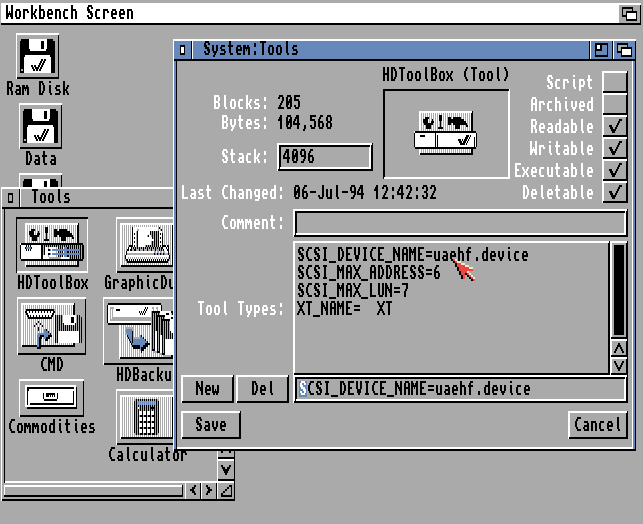 Workbench Screen
Ram Disk
Data
System:Tools
HDToolBox (Tool)
Blocks: 205
Bytes: 104,568
Stack: 4096
Script
Archived
Readable
Writable
Executable
Deletable
Last Changed: 06-Jul-94 12:42:32
Comment:
Tool Types:
SCSI_DEVICE_NAME=uaehf.device
SCSI_MAX_ADDRESS=6
SCSI_MAX_LUN=7
XT_NAME=  XT
New
Del
SCSI_DEVICE_NAME=uaehf.device
Save
Cancel
Tools
HDToolBox
GraphicDu
CMD
HDBacku
Commodities
Calculator